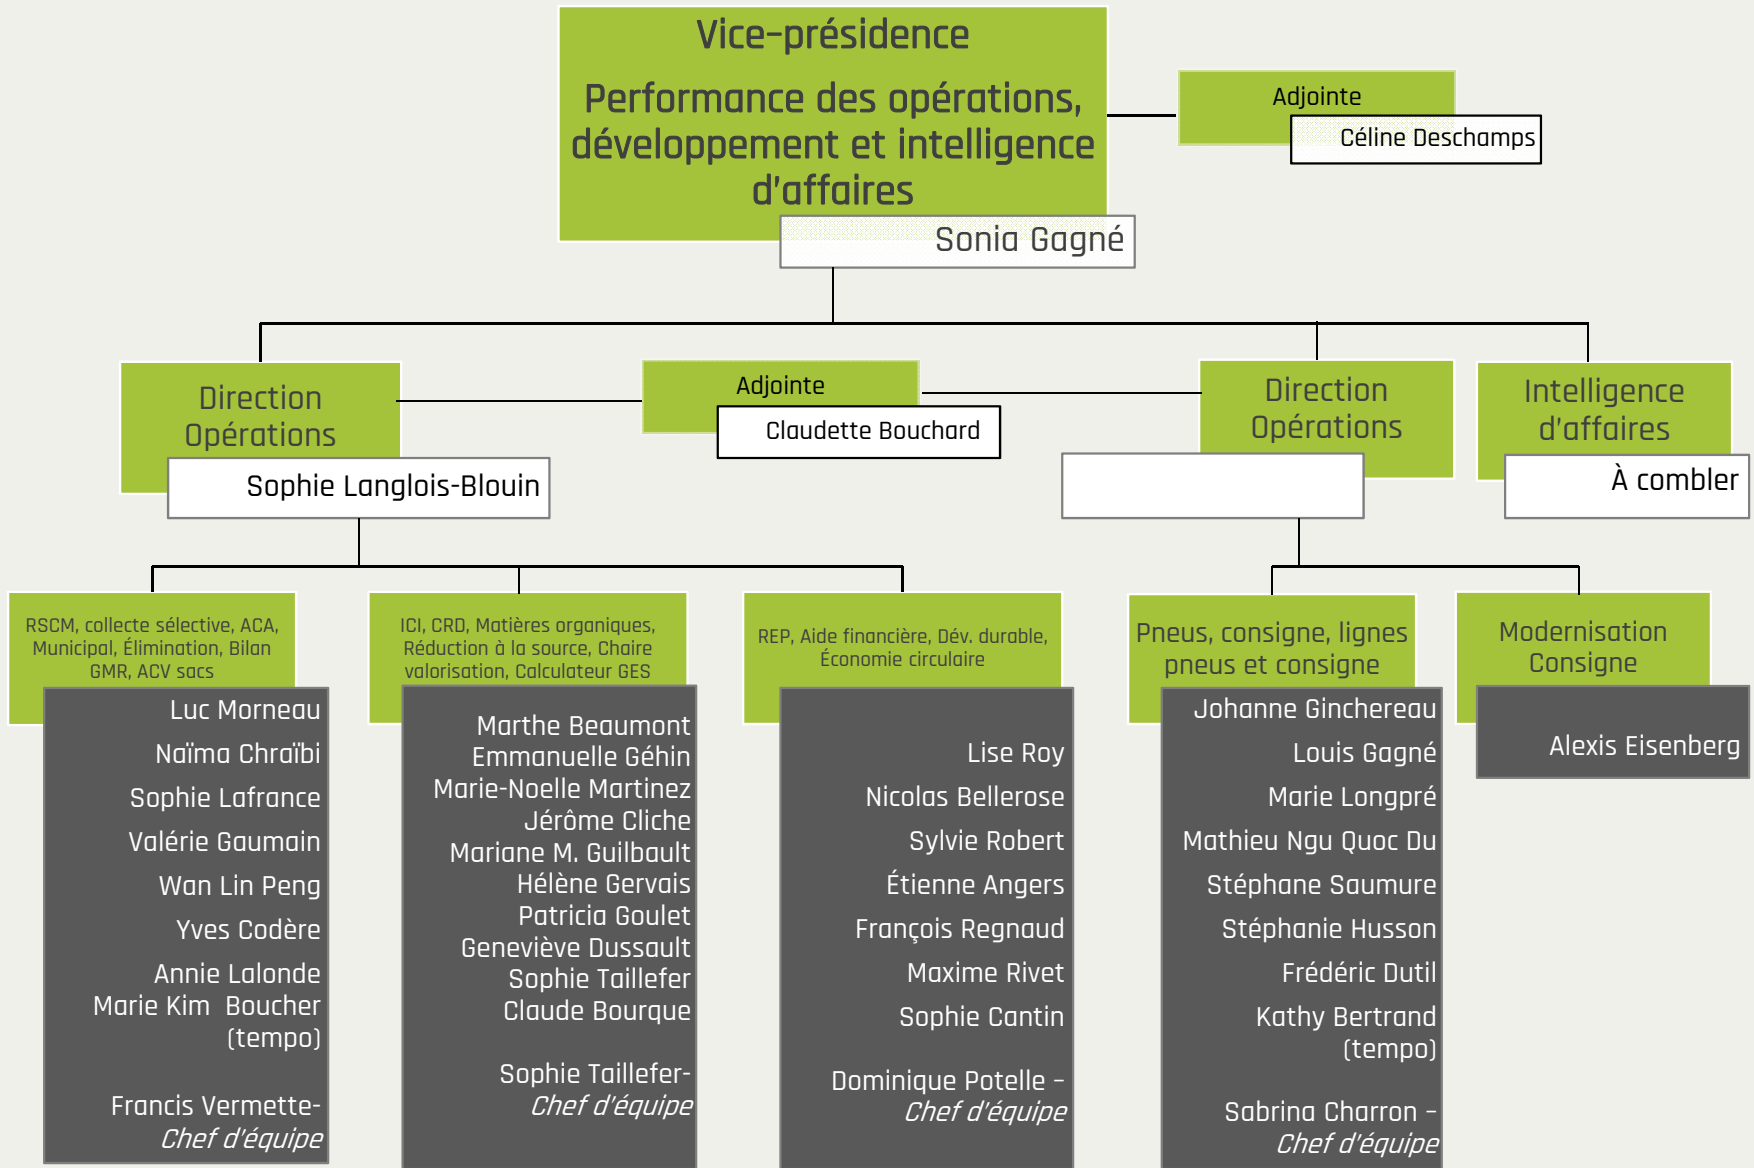 Vice-présidence
Performance des opérations,
développement et intelligence
d'affaires
Sonia Gagné
Adjointe
Céline Deschamps
Direction
Opérations
Sophie Langlois-Blouin
Adjointe
Claudette Bouchard
Direction
Opérations
Intelligence
d'affaires
À combler
RSCM, collecte sélective, ACA,
Municipal, Élimination, Bilan
GMR, ACV sacs
Luc Morneau
Naïma Chraïbi
Sophie Lafrance
Valérie Gaumain
Wan Lin Peng
Yves Codère
Annie Lalonde
Marie Kim Boucher
(tempo)
Francis Vermette-
Chef d'équipe
ICI, CRD, Matières organiques,
Réduction à la source, Chaire
valorisation, Calculateur GES
Marthe Beaumont
Emmanuelle Géhin
Marie-Noelle Martinez
Jérôme Cliche
Mariane M. Guilbault
Hélène Gervais
Patricia Goulet
Geneviève Dussault
Sophie Taillefer
Claude Bourque
Sophie Taillefer-
Chef d'équipe
REP, Aide financière, Dév. durable,
Économie circulaire
Lise Roy
Nicolas Bellerose
Sylvie Robert
Étienne Angers
François Regnaud
Maxime Rivet
Sophie Cantin
Dominique Potelle –
Chef d'équipe
Pneus, consigne, lignes
pneus et consigne
Johanne Ginchereau
Louis Gagné
Marie Longpré
Mathieu Ngu Quoc Du
Stéphane Saumure
Stéphanie Husson
Frédéric Dutil
Kathy Bertrand
(tempo)
Sabrina Charron –
Chef d'équipe
Modernisation
Consigne
Alexis Eisenberg